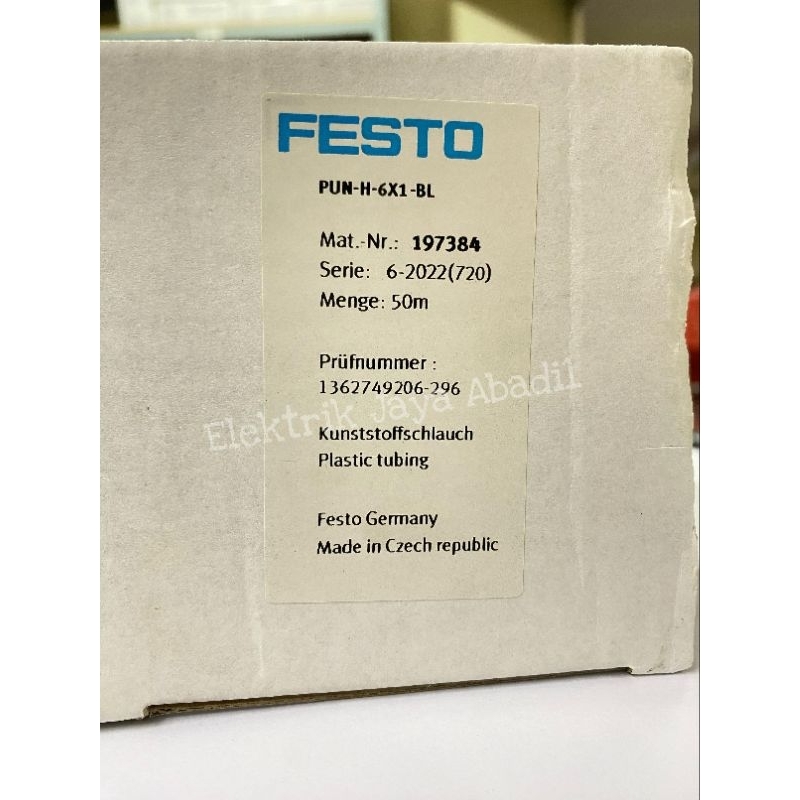 FESTO
PUN-H-6X1-BL
Mat.-Nr.: 197384
Serie: 6-2022(720)
Menge: 50m
Prüfnummer :
1362749206-296
Elektrik Jaya Abadi1
Kunststoffschlauch
Plastic tubing
Festo Germany
Made in Czech republic